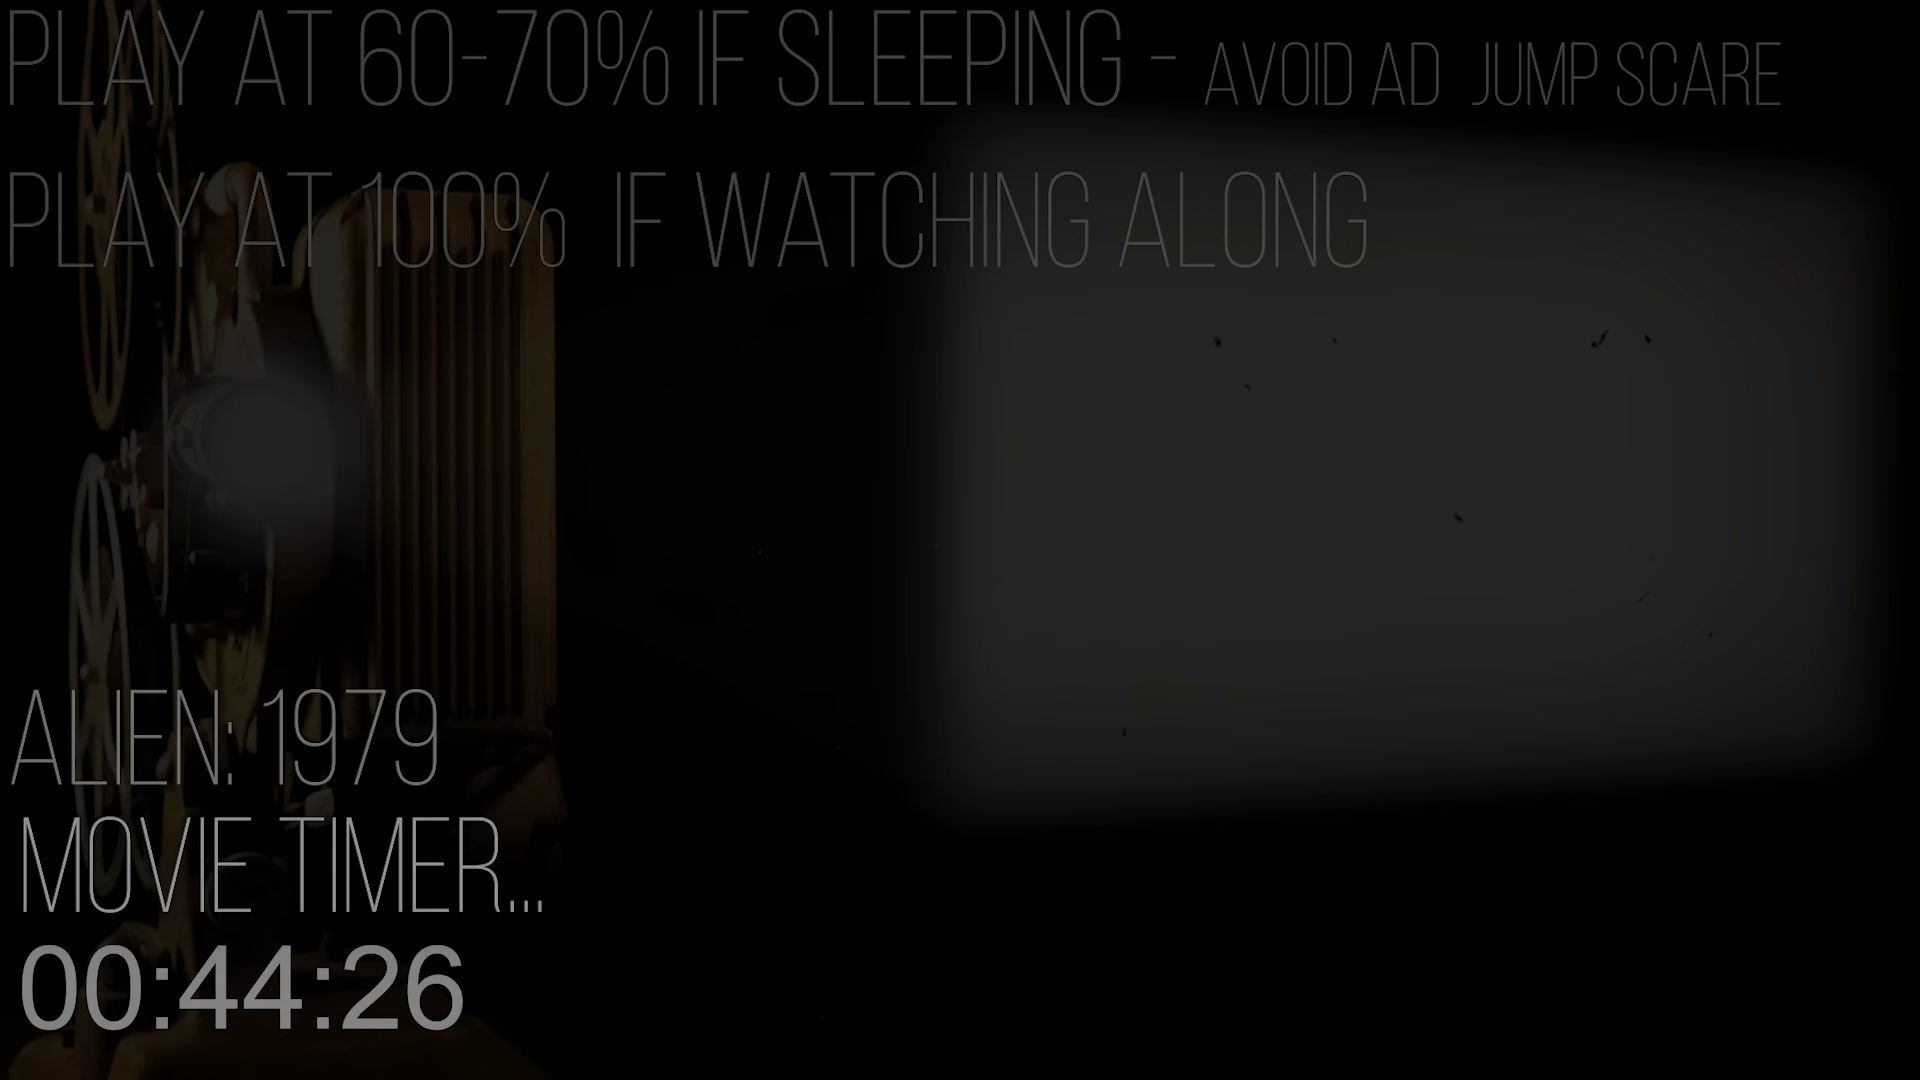 PLAY AT 60-70% IF SLEEPING - AVOID AD JUMP SCARE
PLAY AT 100% IF WATCHING ALONG
ALIEN: 1979
MOVIE TIMER...
00:44:26